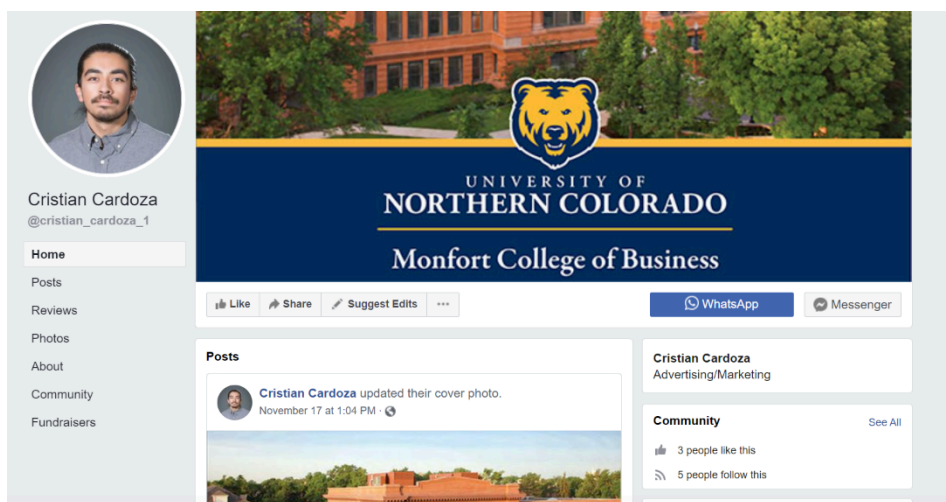 Cristian Cardoza
@cristian_cardoza_1
Home
Posts
Reviews
Photos
About
Community
Fundraisers
UNIVERSITY OF
NORTHERN COLORADO
Monfort College of Business
Like Share Suggest Edits ... WhatsApp Messenger
Posts
Cristian Cardoza updated their cover photo.
November 17 at 1:04 PM ·
Cristian Cardoza
Advertising/Marketing
Community See All
3 people like this
5 people follow this